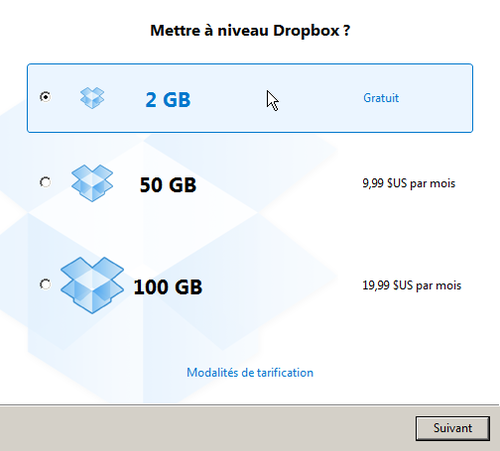 Mettre à niveau Dropbox ?
2 GB Gratuit
50 GB 9,99 $US par mois
100 GB 19,99 $US par mois
Modalités de tarification
Suivant